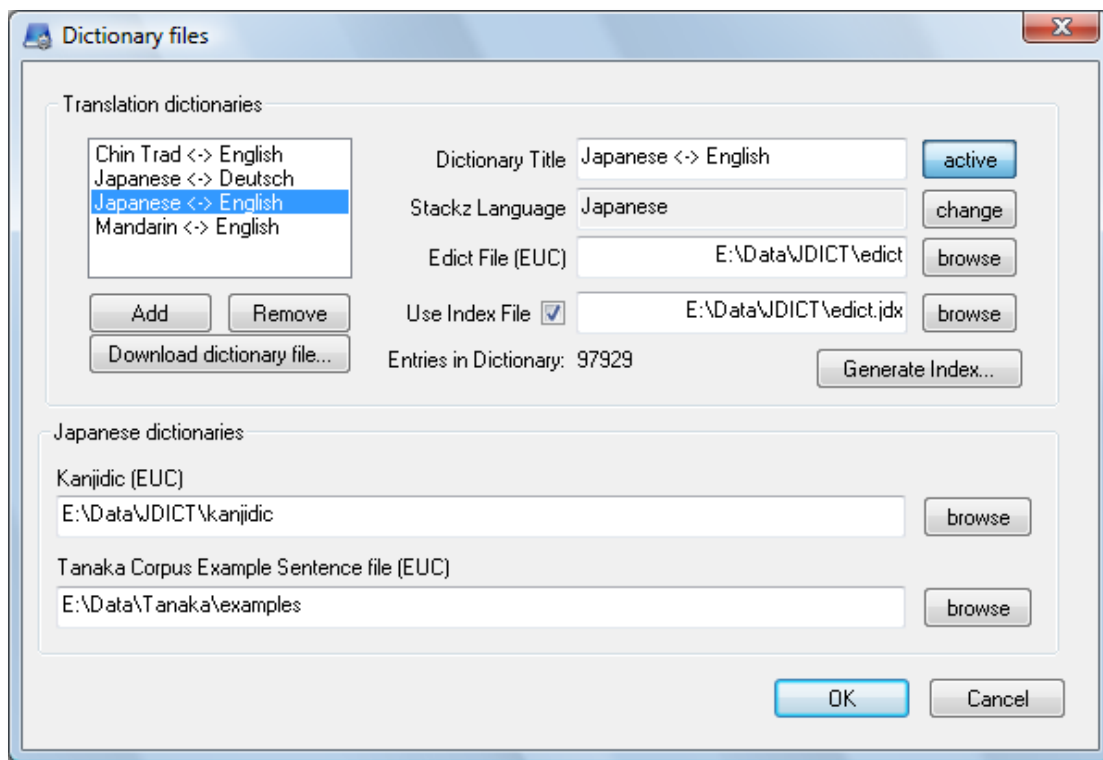 Dictionary files
Translation dictionaries
Chin Trad <-> English
Japanese <-> Deutsch
Japanese <-> English
Mandarin <-> English
Add Remove
Download dictionary file...
Dictionary Title Japanese <-> English active
Stackz Language Japanese change
Edict File (EUC) E:\Data\JDICT\edict browse
Use Index File E:\Data\JDICT\edict.jdx browse
Entries in Dictionary: 97929
Generate Index...
Japanese dictionaries
Kanjidic (EUC)
E:\Data\JDICT\kanjidic browse
Tanaka Corpus Example Sentence file (EUC)
E:\Data\Tanaka\examples browse
OK Cancel